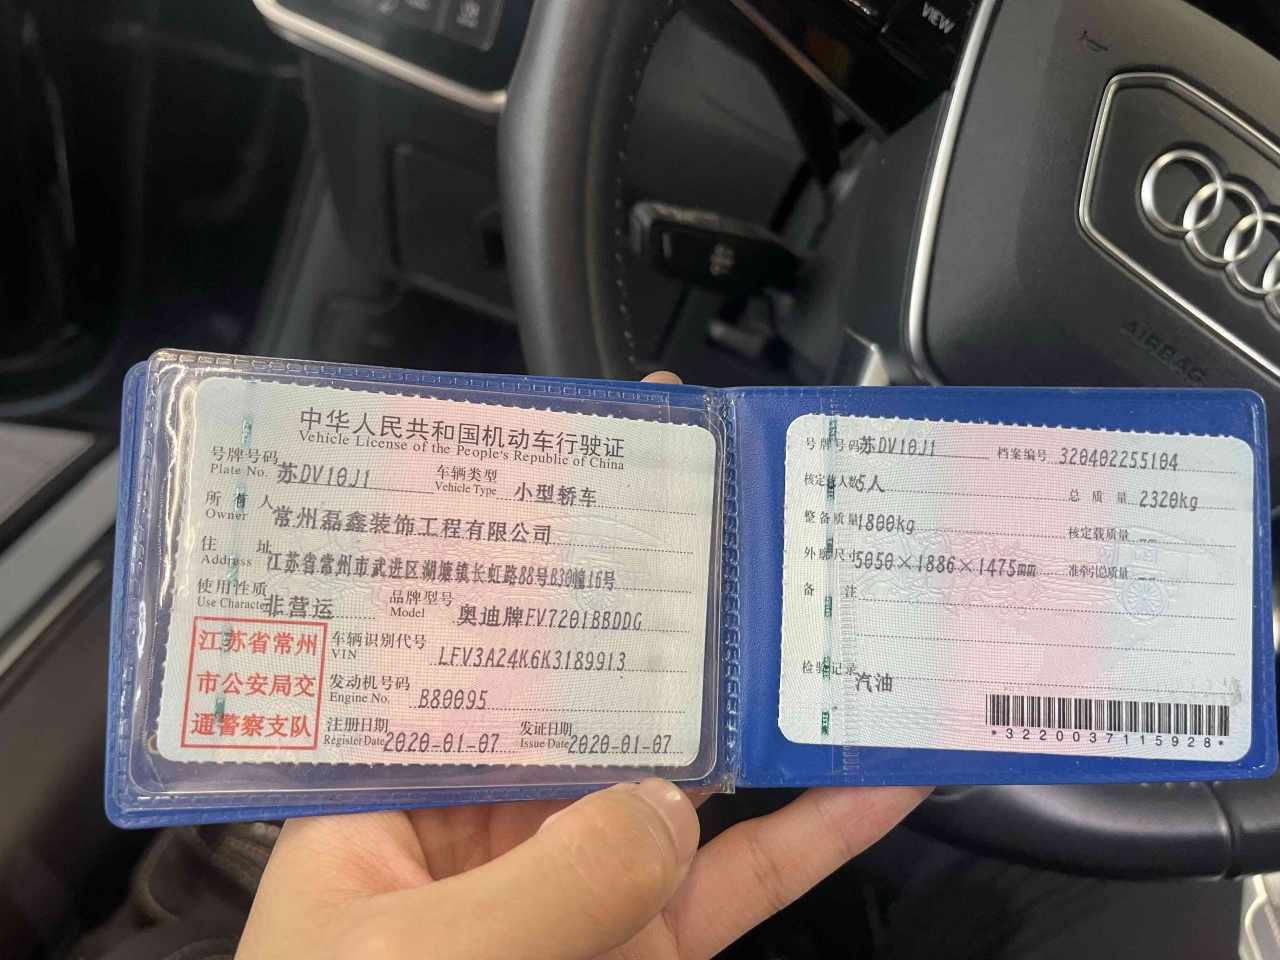 VIEW
AIRBAG
中华人民共和国机动车行驶证
Vehicle License of the People's Republic of China
号牌号码 苏DV10J1 车辆类型 小型轿车
Plate No. Vehicle Type
所有人 常州磊鑫装饰工程有限公司
Owner
住址 江苏省常州市武进区湖塘镇长虹路88号B30幢16号
Address
使用性质 非营运 品牌型号 奥迪牌FV7201BBDDG
Use Character Model
江苏省常州
市公安局交
通警察支队
车辆识别代号 LFV3A24K6K3189913
VIN
发动机号码 B80095
Engine No.
注册日期 2020-01-07 发证日期 2020-01-07
Register Date Issue Date
号牌号码 苏DV10J1 档案编号 320402255104
核定载人数 5人 总质量 2320kg
整备质量 1800kg 核定载质量 --
外廓尺寸 5050×1886×1475mm 准牵引总质量 --
备注
检验记录
汽油
*3220037115928*